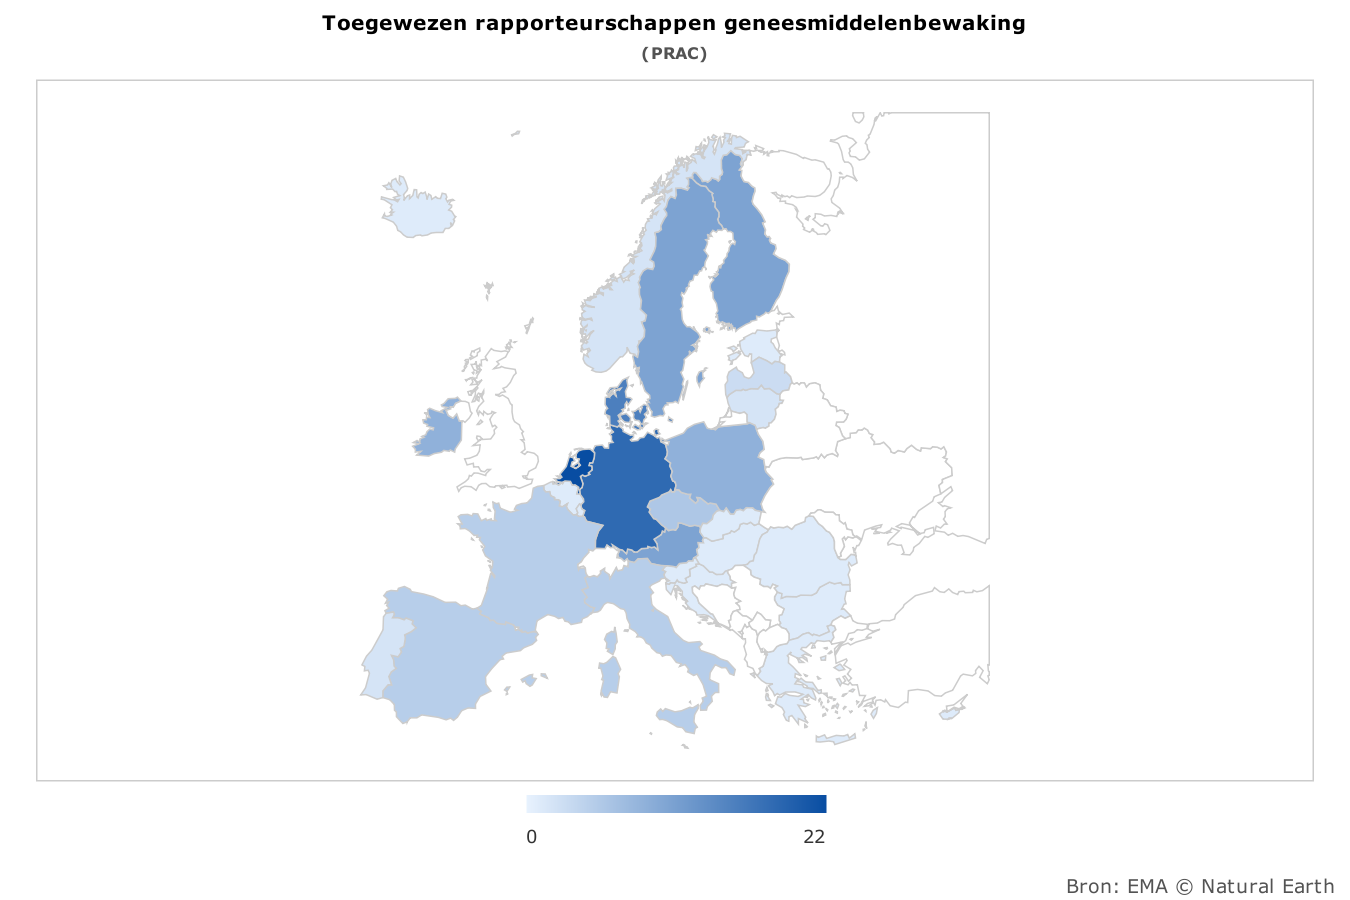 Toegewezen rapporteurschappen geneesmiddelenbewaking
(PRAC)
0
22
Bron: EMA © Natural Earth